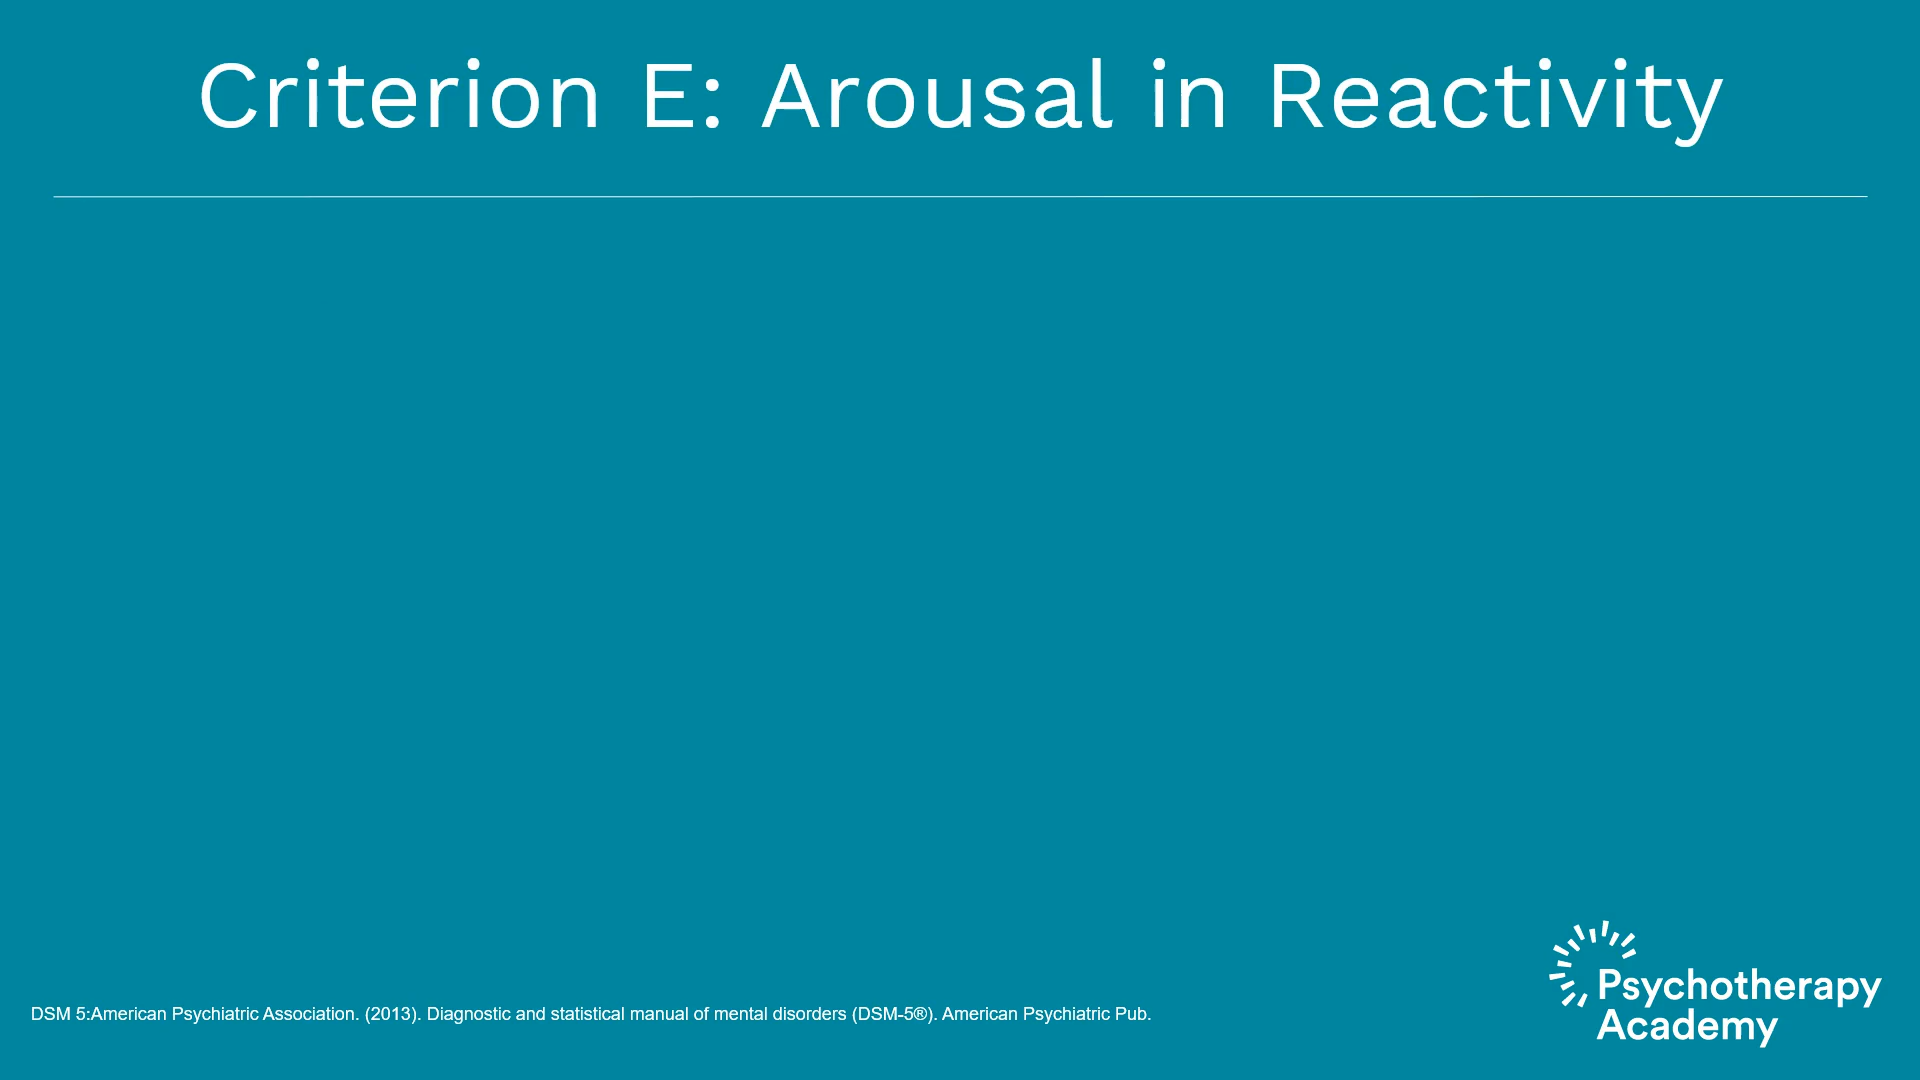 Criterion E: Arousal in Reactivity
DSM 5:American Psychiatric Association. (2013). Diagnostic and statistical manual of mental disorders (DSM-5®). American Psychiatric Pub.
Psychotherapy
Academy